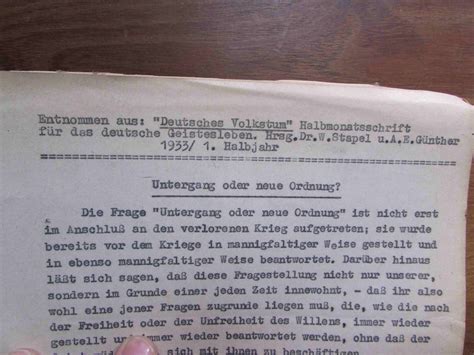 Entnommen aus: "Deutsches Volkstum" Halbmonatsschrift
für das deutsche Geistesleben. Hrsg.Dr.W.Stapel u.A.E.Günther
1933/ 1. Halbjahr
Untergang oder neue Ordnung?
Die Frage "Untergang oder neue Ordnung" ist nicht erst
im Anschluß an den verlorenen Krieg aufgetreten; sie wurde
bereits vor dem Kriege in mannigfaltiger Weise gestellt und
in ebenso mannigfaltiger Weise beantwortet. Darüber hinaus
läßt sich sagen, daß diese Fragestellung nicht nur unserer,
sondern im Grunde einer jeden Zeit innewohnt, - daß ihr also
wohl eine jener Fragen zugrunde liegen muß, die, wie die nach
der Freiheit oder der Unfreiheit des Willens, immer wieder
gestellt und immer wieder beantwortet werden, ohne daß der
sich mit ihnen zu beschäftigen